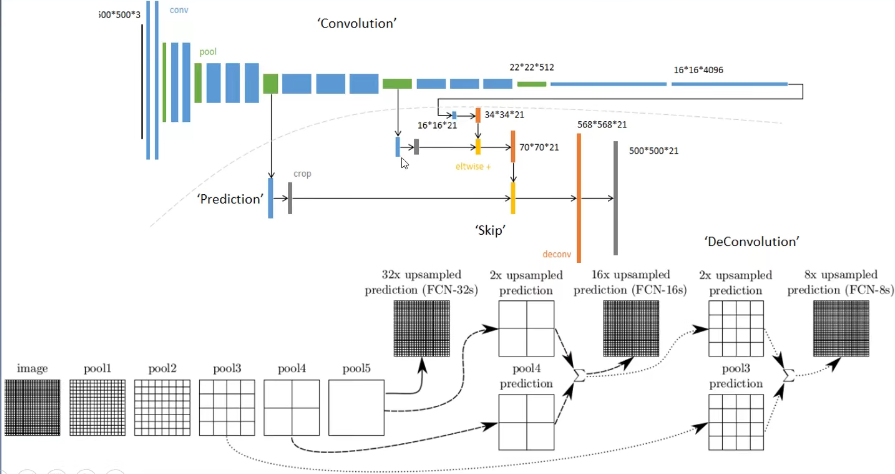 500*500*3
conv
'Convolution'
pool
22*22*512
16*16*4096
16*16*21
34*34*21
568*568*21
70*70*21
500*500*21
eltwise +
crop
'Prediction'
'Skip'
deconv
'DeConvolution'
32x upsampled
prediction (FCN-32s)
2x upsampled
prediction
16x upsampled
prediction (FCN-16s)
2x upsampled
prediction
8x upsampled
prediction (FCN-8s)
image
pool1
pool2
pool3
pool4
pool5
pool4
prediction
∑
pool3
prediction
∑